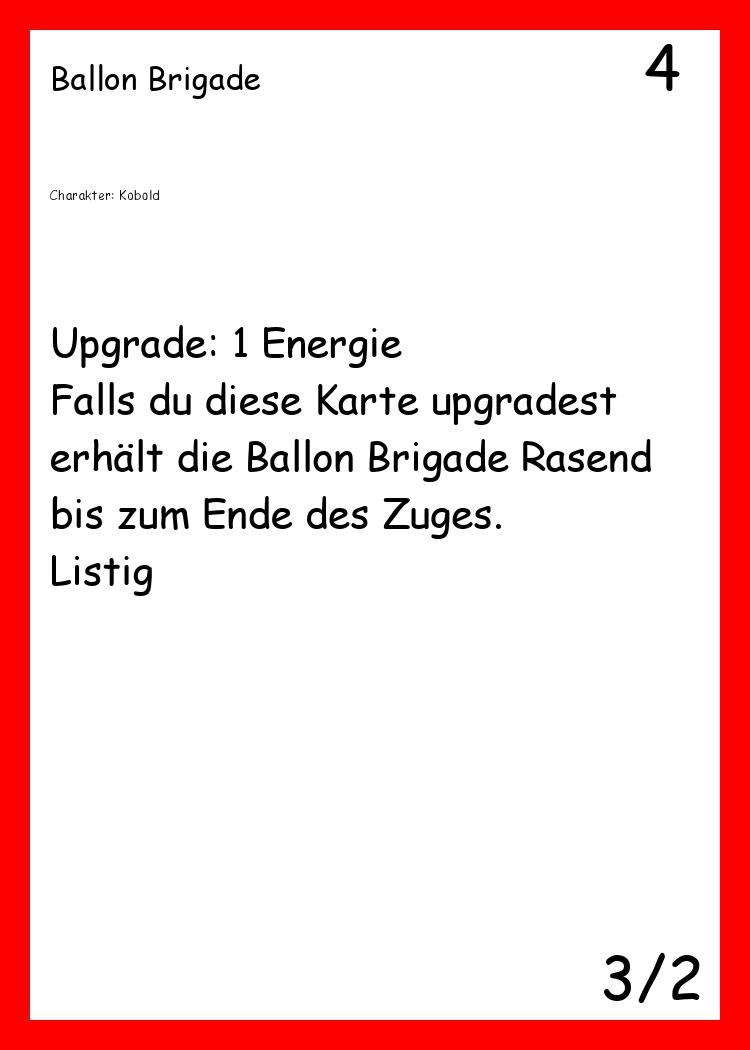 Ballon Brigade
4
Charakter: Kobold
Upgrade: 1 Energie
Falls du diese Karte upgradest
erhält die Ballon Brigade Rasend
bis zum Ende des Zuges.
Listig
3/2